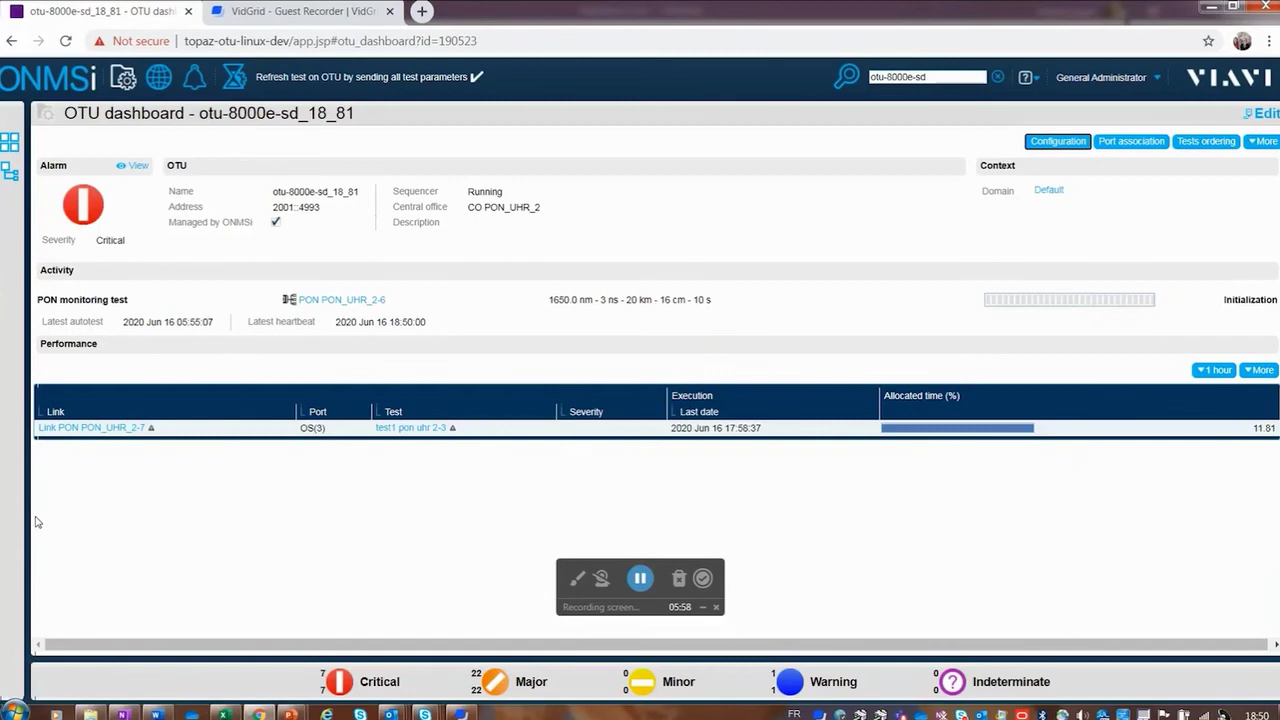 otu-8000e-sd_18_81 - OTU dash
VidGrid - Guest Recorder | VidGr
Not secure
topaz-otu-linux-dev/app.jsp#otu_dashboard?id=190523
ONMSi
Refresh test on OTU by sending all test parameters
otu-8000e-sd
General Administrator
VIAVI
OTU dashboard - otu-8000e-sd_18_81
Edit
Configuration
Port association
Tests ordering
More
Alarm
View
OTU
Context
Name
otu-8000e-sd_18_81
Sequencer
Running
Domain
Default
Address
2001::4993
Central office
CO PON_UHR_2
Managed by ONMSi
Description
Severity
Critical
Activity
PON monitoring test
PON PON_UHR_2-6
1650.0 nm - 3 ns - 20 km - 16 cm - 10 s
Initialization
Latest autotest
2020 Jun 16 05:55:07
Latest heartbeat
2020 Jun 16 18:50:00
Performance
1 hour
More
Execution
Allocated time (%)
Link
Port
Test
Severity
Last date
Link PON PON_UHR_2-7
OS(3)
test1 pon uhr 2-3
2020 Jun 16 17:58:37
11.81
Recording screen...
05:58
7
7
Critical
22
22
Major
0
0
Minor
1
1
Warning
0
0
Indeterminate
FR
18:50